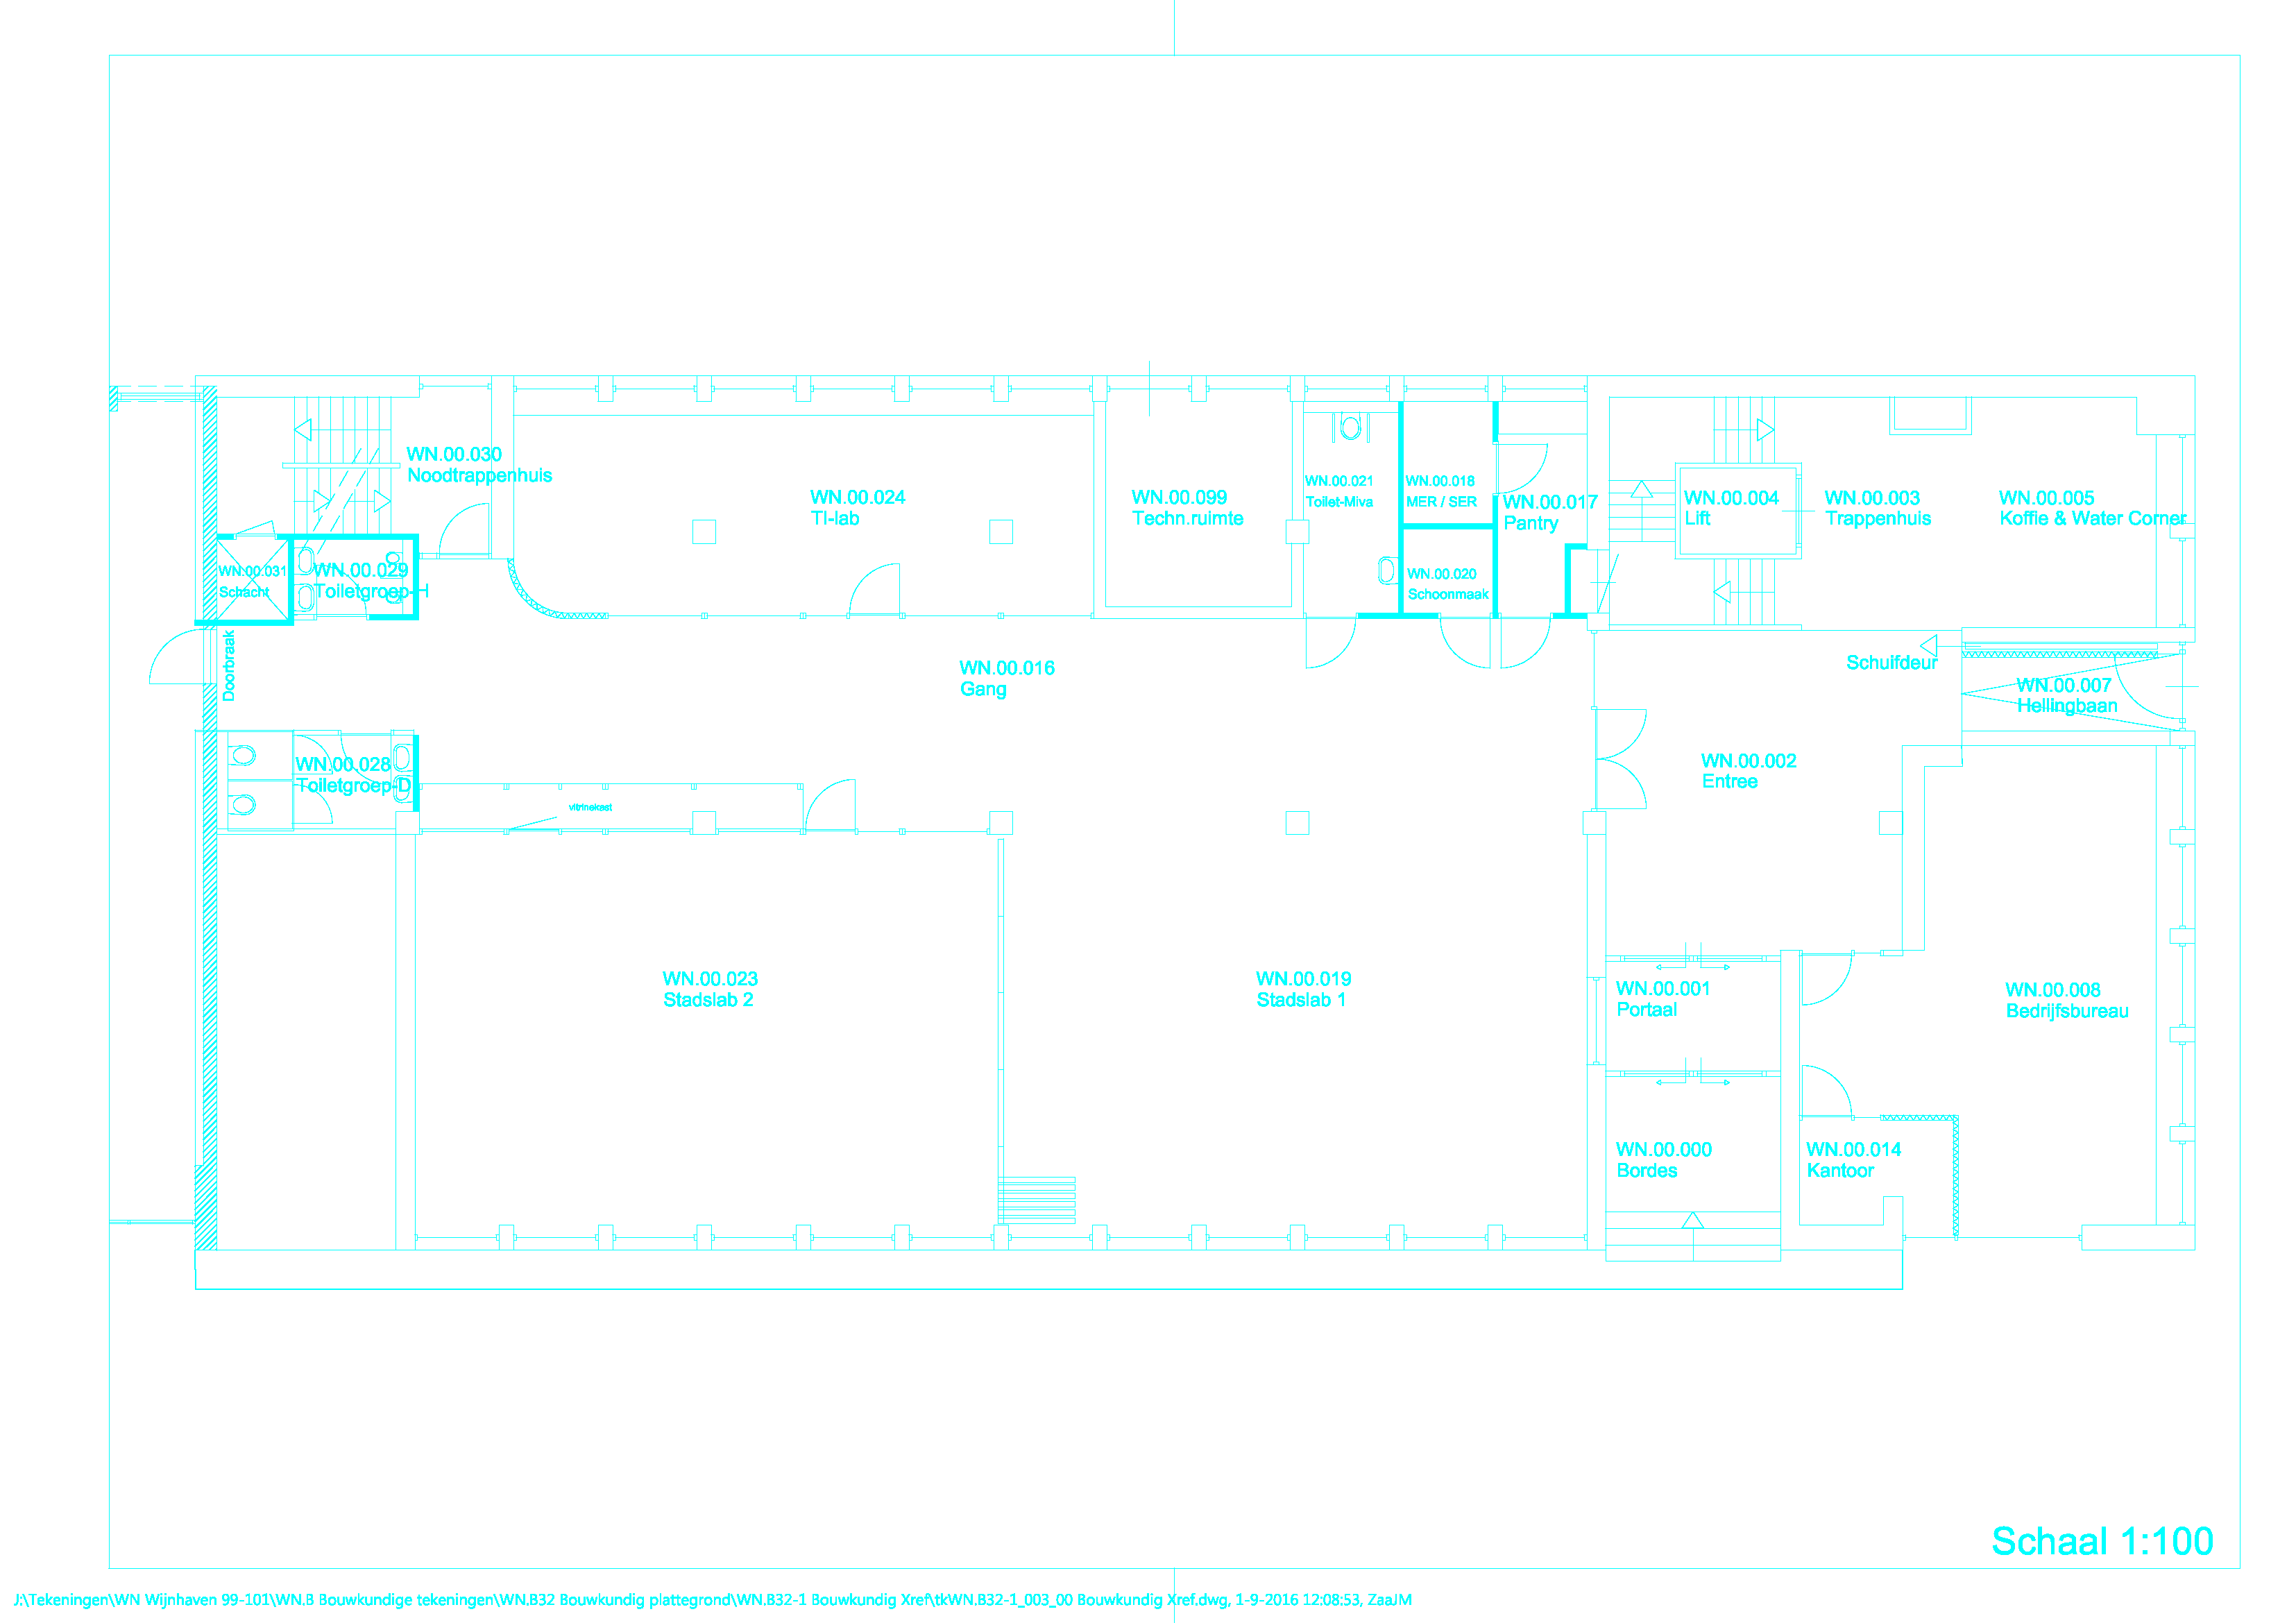 WN.00.030
Noodtrappenhuis
WN.00.024
TI-lab
WN.00.099
Techn.ruimte
WN.00.021
Toilet-Miva
WN.00.018
MER / SER
WN.00.017
Pantry
WN.00.004
Lift
WN.00.003
Trappenhuis
WN.00.005
Koffie & Water Corner
WN.00.031
Schacht
WN.00.029
Toiletgroep-H
WN.00.020
Schoonmaak
Doorbraak
WN.00.016
Gang
Schuifdeur
WN.00.007
Hellingbaan
WN.00.028
Toiletgroep-D
vitrinekast
WN.00.002
Entree
WN.00.023
Stadslab 2
WN.00.019
Stadslab 1
WN.00.001
Portaal
WN.00.008
Bedrijfsbureau
WN.00.000
Bordes
WN.00.014
Kantoor
Schaal 1:100
J:\Tekeningen\WN Wijnhaven 99-101\WN.B Bouwkundige tekeningen\WN.B32 Bouwkundig plattegrond\WN.B32-1 Bouwkundig Xref\tkWN.B32-1_003_00 Bouwkundig Xref.dwg, 1-9-2016 12:08:53, ZaaJM